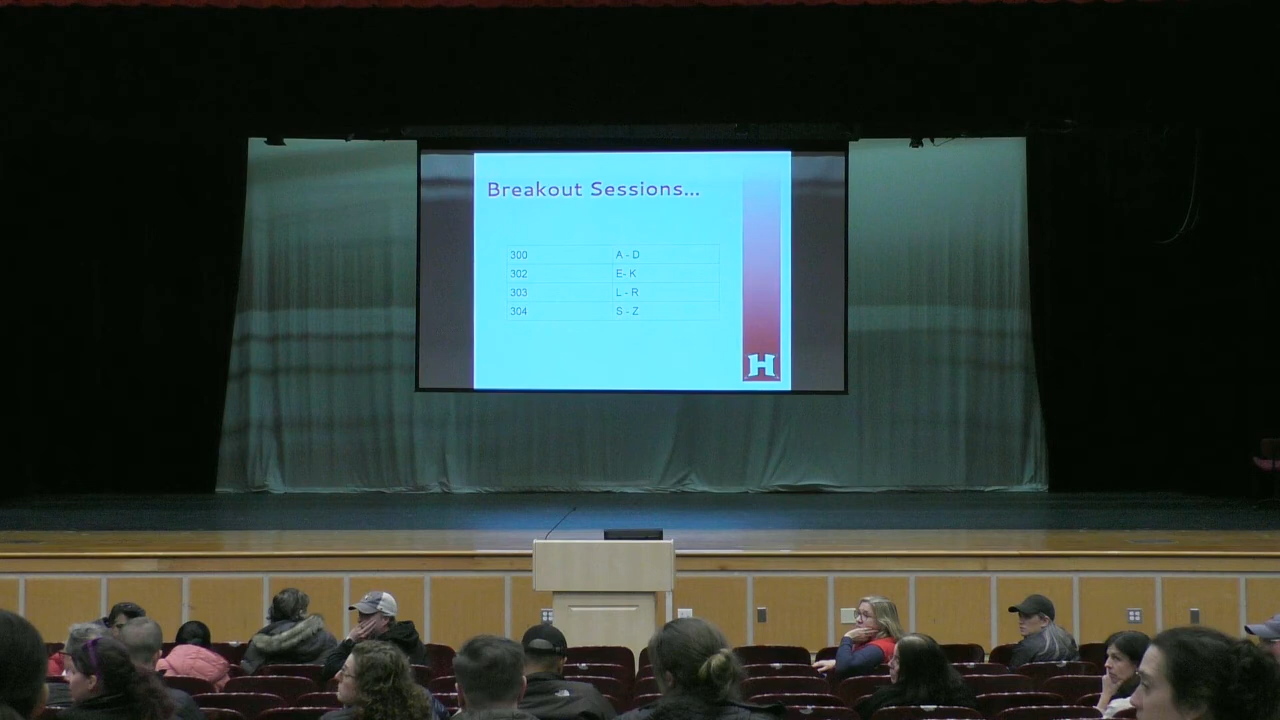 Breakout Sessions...
300 A - D
302 E- K
303 L - R
304 S - Z
H